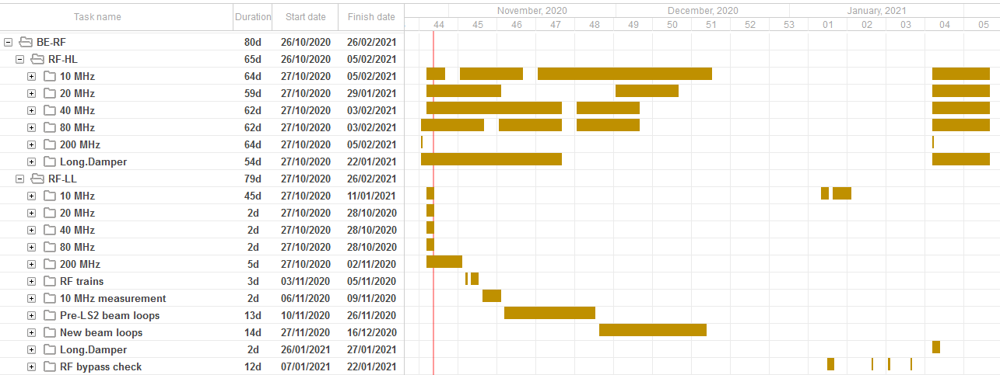 Task name Duration Start date Finish date November, 2020 December, 2020 January, 2021
44 45 46 47 48 49 50 51 52 53 01 02 03 04 05
BE-RF 80d 26/10/2020 26/02/2021
RF-HL 65d 26/10/2020 05/02/2021
10 MHz 64d 27/10/2020 05/02/2021
20 MHz 59d 27/10/2020 29/01/2021
40 MHz 62d 27/10/2020 03/02/2021
80 MHz 62d 27/10/2020 03/02/2021
200 MHz 64d 27/10/2020 05/02/2021
Long.Damper 54d 27/10/2020 22/01/2021
RF-LL 79d 27/10/2020 26/02/2021
10 MHz 45d 27/10/2020 11/01/2021
20 MHz 2d 27/10/2020 28/10/2020
40 MHz 2d 27/10/2020 28/10/2020
80 MHz 2d 27/10/2020 28/10/2020
200 MHz 5d 27/10/2020 02/11/2020
RF trains 3d 03/11/2020 05/11/2020
10 MHz measurement 2d 06/11/2020 09/11/2020
Pre-LS2 beam loops 13d 10/11/2020 26/11/2020
New beam loops 14d 27/11/2020 16/12/2020
Long.Damper 2d 26/01/2021 27/01/2021
RF bypass check 12d 07/01/2021 22/01/2021